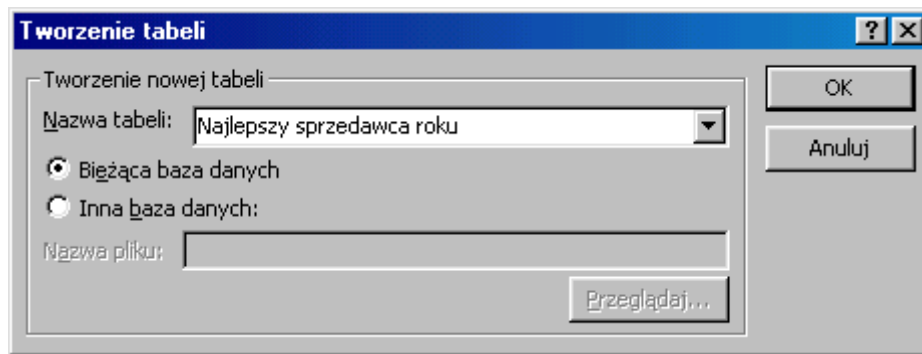 Tworzenie tabeli
Tworzenie nowej tabeli
Nazwa tabeli: Najlepszy sprzedawca roku
Bieżąca baza danych
Inna baza danych:
Nazwa pliku:
Przeglądaj...
OK
Anuluj